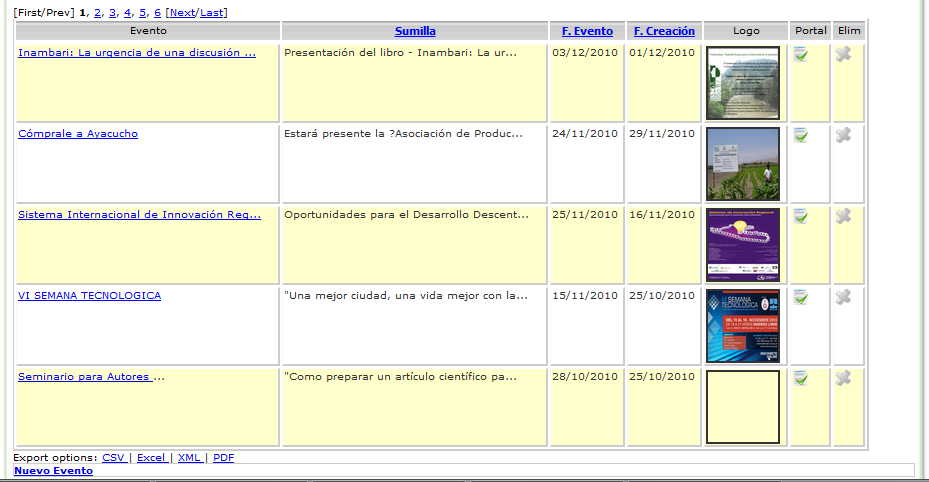 [First/Prev] 1, 2, 3, 4, 5, 6 [Next/Last]
Evento Sumilla F. Evento F. Creación Logo Portal Elim
Inambari: La urgencia de una discusión ... Presentación del libro - Inambari: La ur... 03/12/2010 01/12/2010
Cómprale a Ayacucho Estará presente la ?Asociación de Produc... 24/11/2010 29/11/2010
Sistema Internacional de Innovación Reg... Oportunidades para el Desarrollo Descent... 25/11/2010 16/11/2010
VI SEMANA TECNOLOGICA "Una mejor ciudad, una vida mejor con la... 15/11/2010 25/10/2010
VI SEMANA
TECNOLOGICA
Seminario para Autores ... "Como preparar un artículo científico pa... 28/10/2010 25/10/2010
Export options: CSV | Excel | XML | PDF
Nuevo Evento